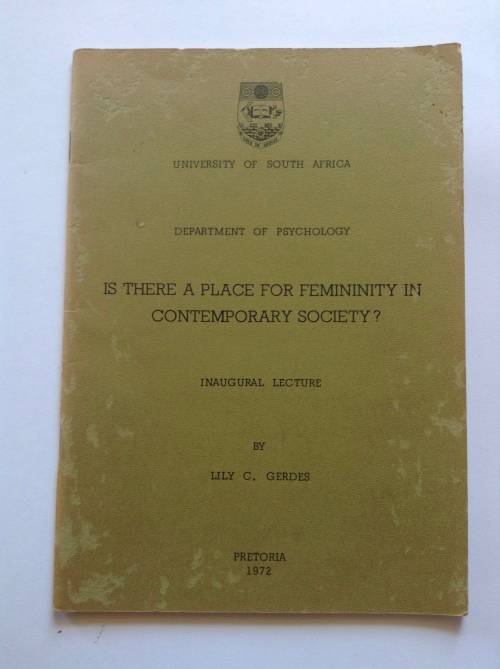 UNIVERSITY OF SOUTH AFRICA
DEPARTMENT OF PSYCHOLOGY
IS THERE A PLACE FOR FEMININITY IN
CONTEMPORARY SOCIETY?
INAUGURAL LECTURE
BY
LILY C. GERDES
PRETORIA
1972